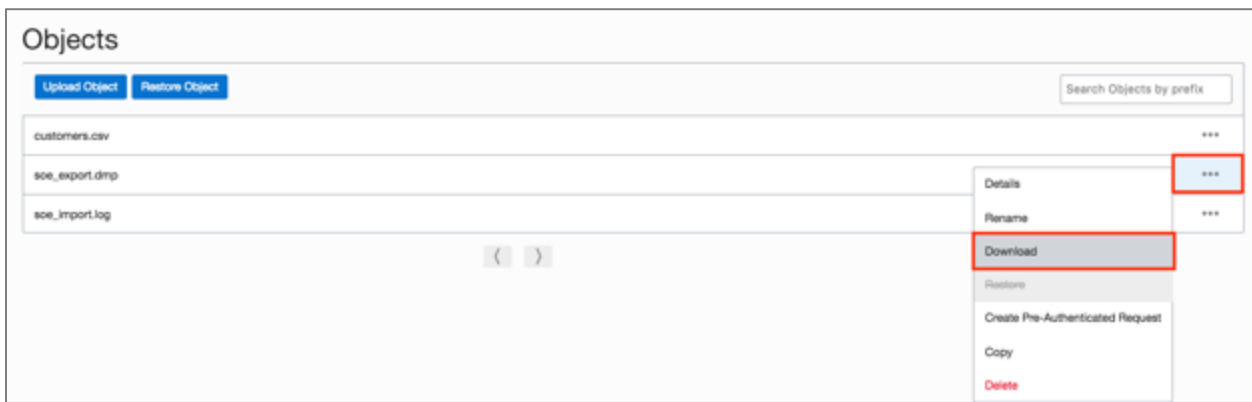 Objects
Upload Object Restore Object Search Objects by prefix
customers.csv
soe_export.dmp
Details
soe_import.log
Rename
Download
Restore
Create Pre-Authenticated Request
Copy
Delete